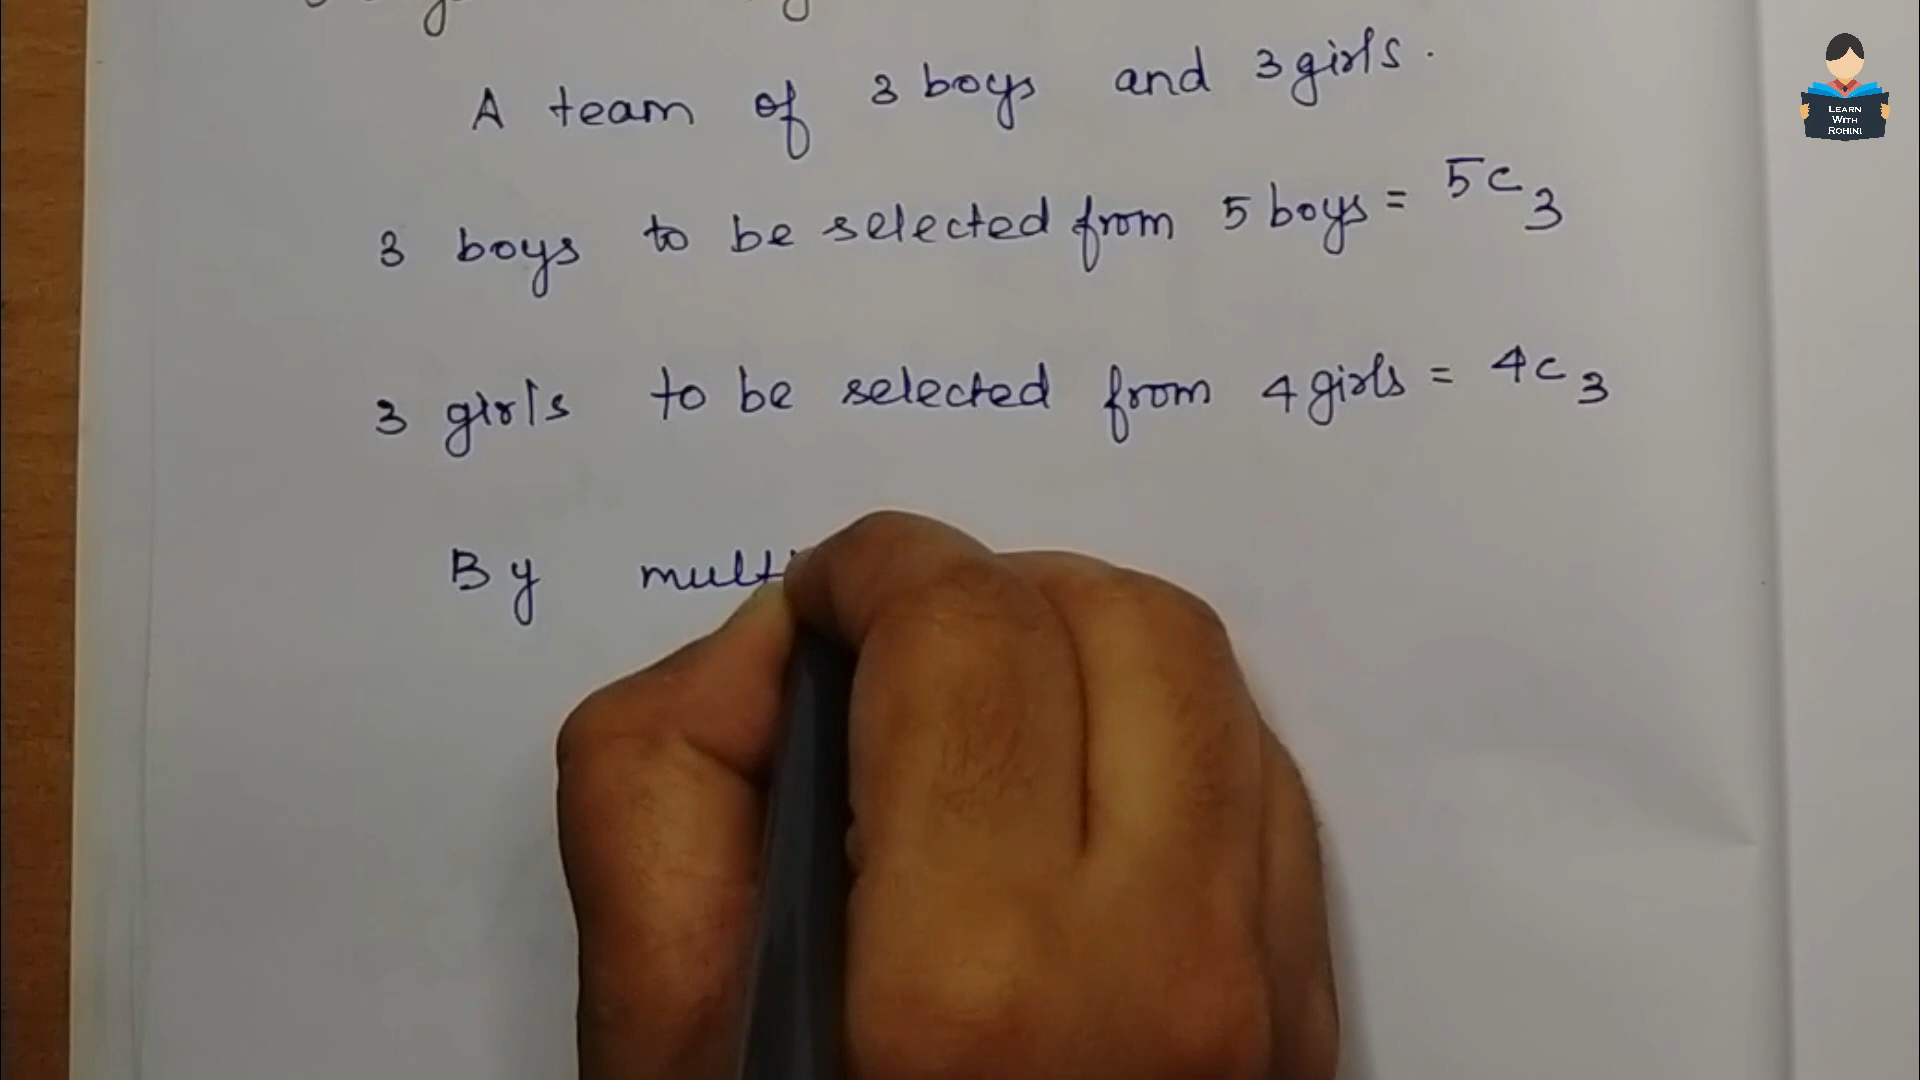 A team of 3 boys and 3 girls.
3 boys to be selected from 5 boys = 5C3
3 girls to be selected from 4 girls = 4C3
By mult
LEARN
WITH
ROHINI